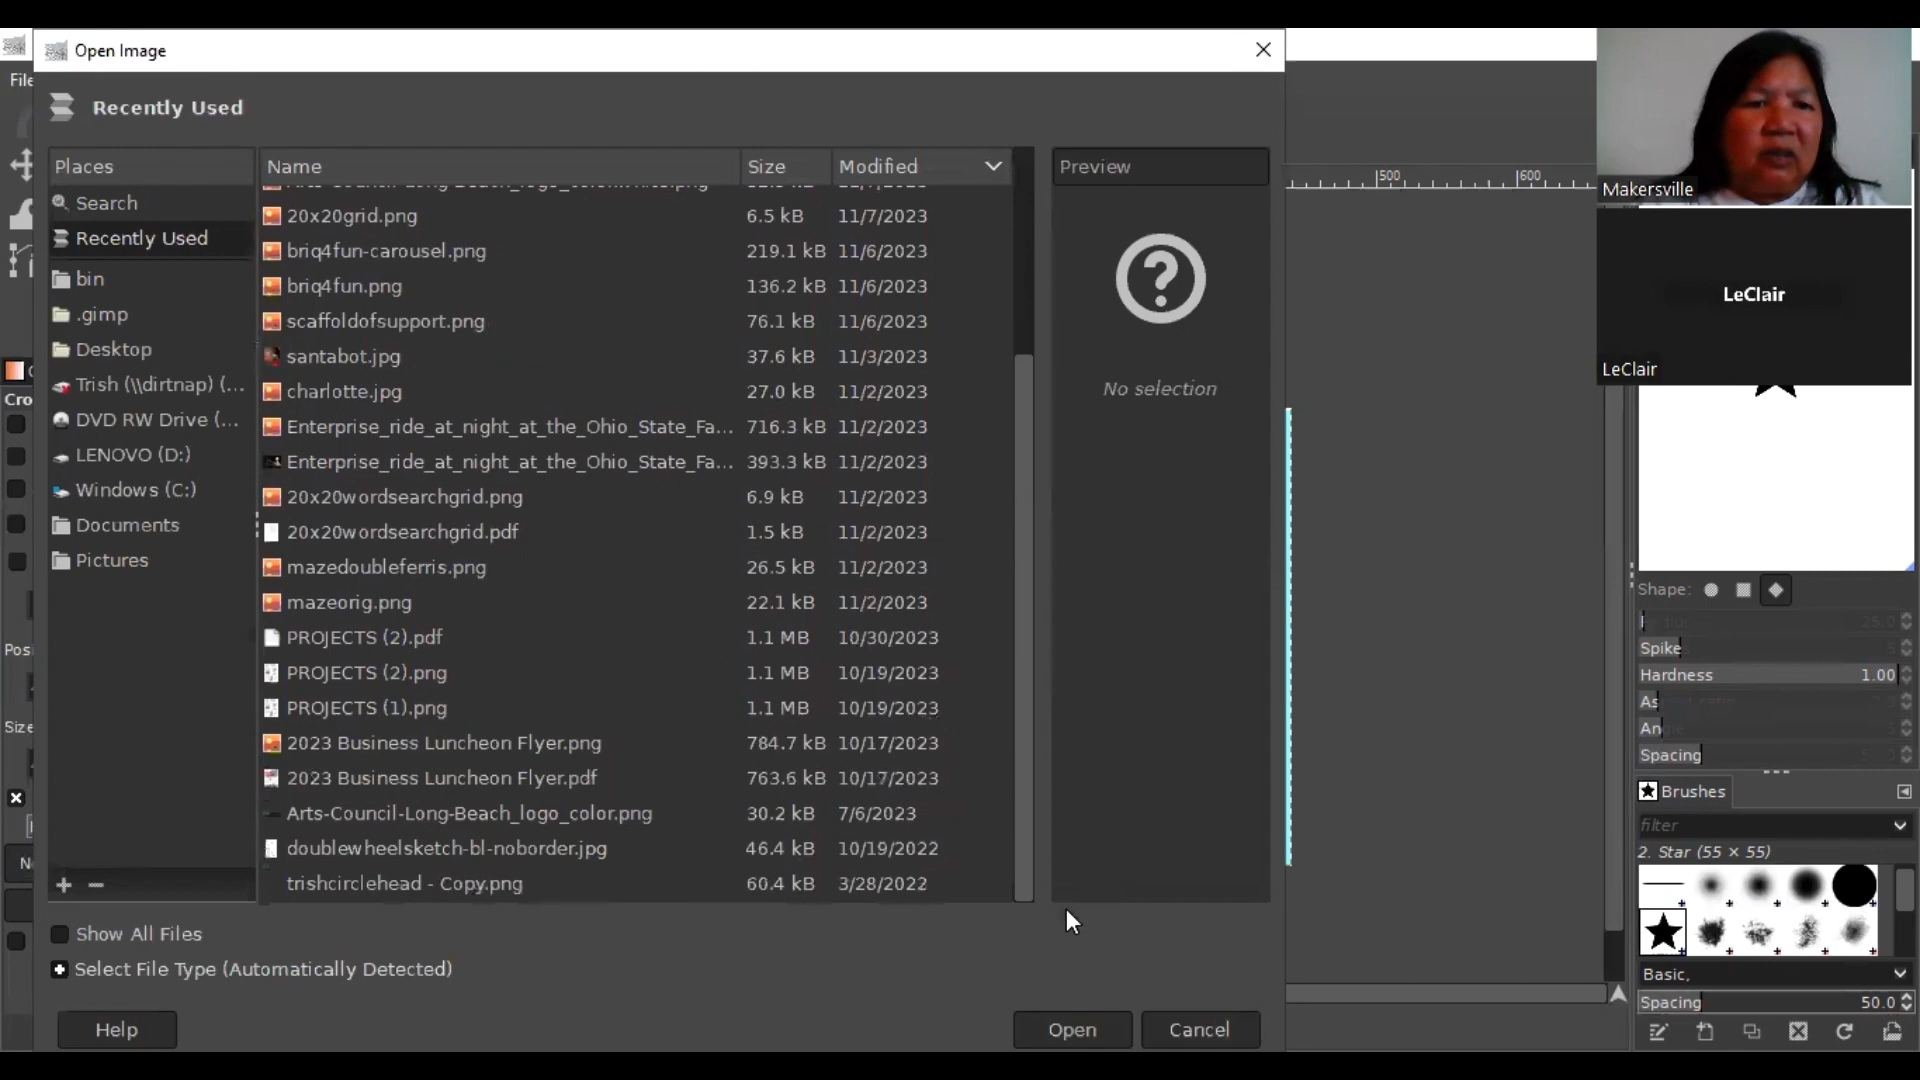 Open Image
File
Recently Used
Places
Name
Size
Modified
Preview
Search
Recently Used
bin
.gimp
Desktop
Trish (\\dirtnap) (...
DVD RW Drive (...
LENOVO (D:)
Windows (C:)
Documents
Pictures
20x20grid.png 6.5 kB 11/7/2023
briq4fun-carousel.png 219.1 kB 11/6/2023
briq4fun.png 136.2 kB 11/6/2023
scaffoldofsupport.png 76.1 kB 11/6/2023
santabot.jpg 37.6 kB 11/3/2023
charlotte.jpg 27.0 kB 11/2/2023
Enterprise_ride_at_night_at_the_Ohio_State_Fa... 716.3 kB 11/2/2023
Enterprise_ride_at_night_at_the_Ohio_State_Fa... 393.3 kB 11/2/2023
20x20wordsearchgrid.png 6.9 kB 11/2/2023
20x20wordsearchgrid.pdf 1.5 kB 11/2/2023
mazedoubleferris.png 26.5 kB 11/2/2023
mazeorig.png 22.1 kB 11/2/2023
PROJECTS (2).pdf 1.1 MB 10/30/2023
PROJECTS (2).png 1.1 MB 10/19/2023
PROJECTS (1).png 1.1 MB 10/19/2023
2023 Business Luncheon Flyer.png 784.7 kB 10/17/2023
2023 Business Luncheon Flyer.pdf 763.6 kB 10/17/2023
Arts-Council-Long-Beach_logo_color.png 30.2 kB 7/6/2023
doublewheelsketch-bl-noborder.jpg 46.4 kB 10/19/2022
trishcirclehead - Copy.png 60.4 kB 3/28/2022
No selection
Show All Files
Select File Type (Automatically Detected)
Help
Open
Cancel
Cro
Pos
Size
500
600
Makersville
LeClair
LeClair
Shape:
Spike
Hardness 1.00
As
An
Spacing
Brushes
filter
2. Star (55 × 55)
Basic,
Spacing 50.0